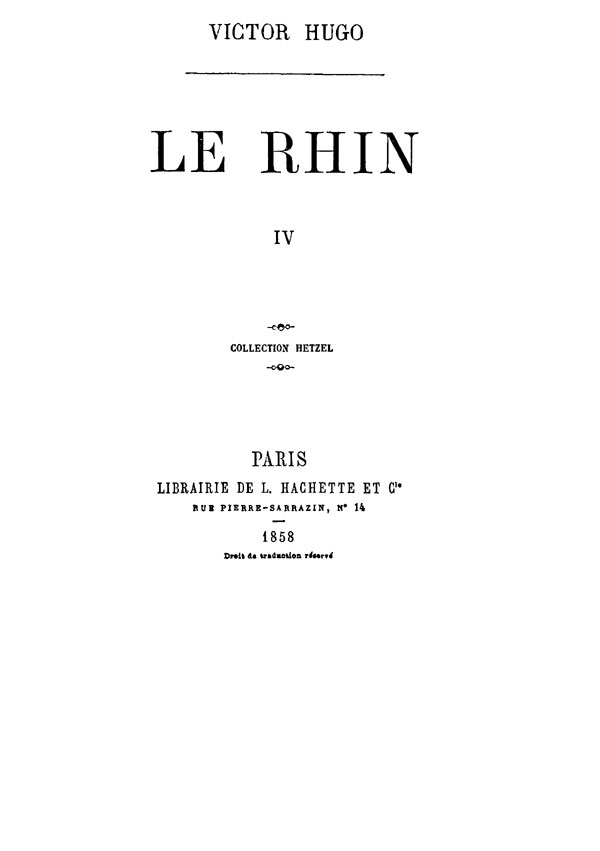 VICTOR HUGO
LE RHIN
IV
COLLECTION HETZEL
PARIS
LIBRAIRIE DE L. HACHETTE ET Cie
RUE PIERRE-SARRAZIN, N° 14
1858
Droit de traduction réservé